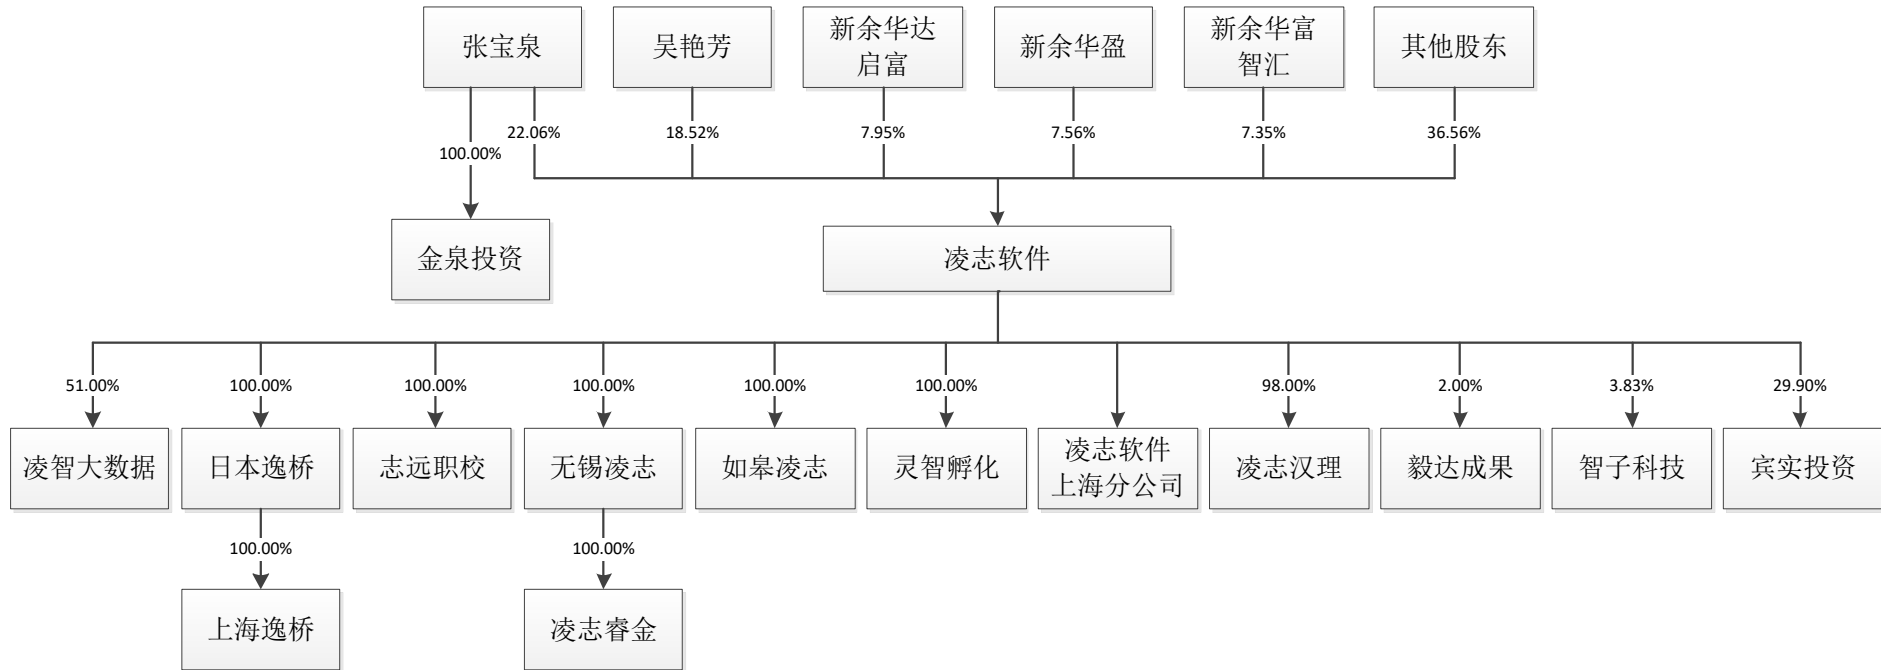 张宝泉
吴艳芳
新余华达
启富
新余华盈
新余华富
智汇
其他股东
22.06%
18.52%
7.95%
7.56%
7.35%
36.56%
100.00%
金泉投资
凌志软件
51.00%
100.00%
100.00%
100.00%
100.00%
100.00%
98.00%
2.00%
3.83%
29.90%
凌智大数据
日本逸桥
志远职校
无锡凌志
如皋凌志
灵智孵化
凌志软件
上海分公司
凌志汉理
毅达成果
智子科技
宾实投资
100.00%
100.00%
上海逸桥
凌志睿金